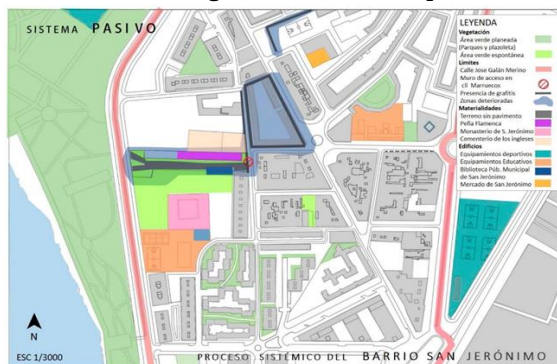 SISTEMA PASIVO
LEYENDA
Vegetación
Área verde planeada
(Parques y plazoleta)
Área verde espontánea
Límites
Calle Jose Galán Merino
Muro de acceso en
cll Marruecos
Presencia de grafitis
Zonas deterioradas
Materialidades
Terreno sin pavimento
Peña Flamenca
Monasterio de S. Jerónimo
Cementerio de los ingleses
Edificios
Equipamientos deportivos
Equipamientos Educativos
Biblioteca Púb. Municipal
de San Jerónimo
Mercado de San Jerónimo
N
ESC 1/3000
PROCESO SISTÉMICO DEL BARRIO SAN JERÓNIMO